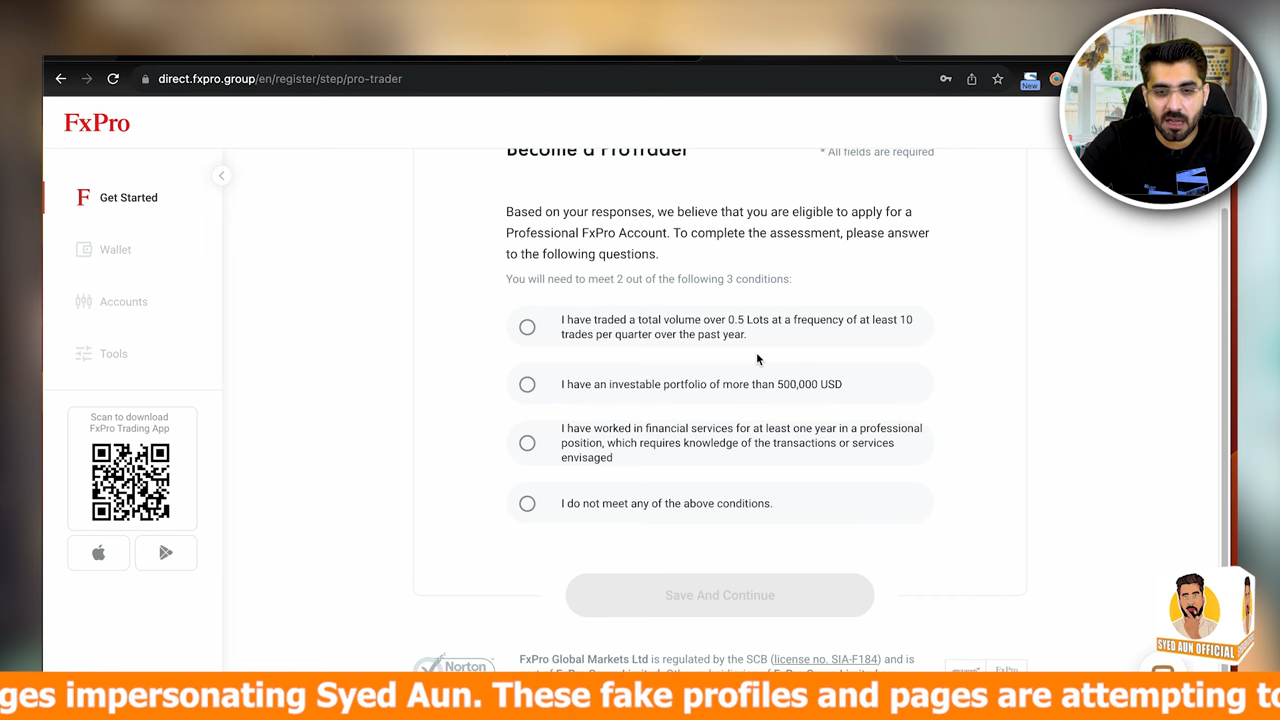 direct.fxpro.group/en/register/step/pro-trader
New
FxPro
Become a ProTrader
* All fields are required
Get Started
Wallet
Accounts
Tools
Scan to download
FxPro Trading App
Based on your responses, we believe that you are eligible to apply for a
Professional FxPro Account. To complete the assessment, please answer
to the following questions.
You will need to meet 2 out of the following 3 conditions:
I have traded a total volume over 0.5 Lots at a frequency of at least 10
trades per quarter over the past year.
I have an investable portfolio of more than 500,000 USD
I have worked in financial services for at least one year in a professional
position, which requires knowledge of the transactions or services
envisaged
I do not meet any of the above conditions.
Save And Continue
Norton
FxPro Global Markets Ltd is regulated by the SCB (license no. SIA-F184) and is
FxPro
SYED AUN OFFICIAL
ges impersonating Syed Aun. These fake profiles and pages are attempting to